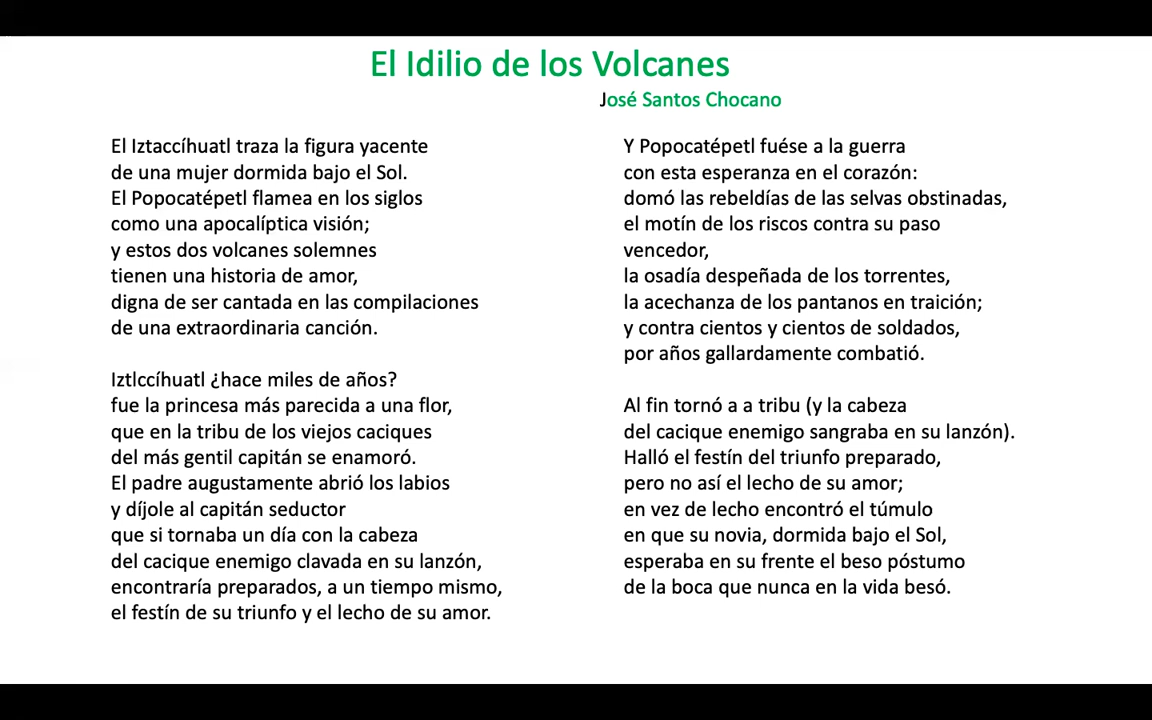 El Idilio de los Volcanes
José Santos Chocano
El Iztaccíhuatl traza la figura yacente
de una mujer dormida bajo el Sol.
El Popocatépetl flamea en los siglos
como una apocalíptica visión;
y estos dos volcanes solemnes
tienen una historia de amor,
digna de ser cantada en las compilaciones
de una extraordinaria canción.
Iztlccíhuatl ¿hace miles de años?
fue la princesa más parecida a una flor,
que en la tribu de los viejos caciques
del más gentil capitán se enamoró.
El padre augustamente abrió los labios
y díjole al capitán seductor
que si tornaba un día con la cabeza
del cacique enemigo clavada en su lanzón,
encontraría preparados, a un tiempo mismo,
el festín de su triunfo y el lecho de su amor.
Y Popocatépetl fuése a la guerra
con esta esperanza en el corazón:
domó las rebeldías de las selvas obstinadas,
el motín de los riscos contra su paso
vencedor,
la osadía despeñada de los torrentes,
la acechanza de los pantanos en traición;
y contra cientos y cientos de soldados,
por años gallardamente combatió.
Al fin tornó a a tribu (y la cabeza
del cacique enemigo sangraba en su lanzón).
Halló el festín del triunfo preparado,
pero no así el lecho de su amor;
en vez de lecho encontró el túmulo
en que su novia, dormida bajo el Sol,
esperaba en su frente el beso póstumo
de la boca que nunca en la vida besó.